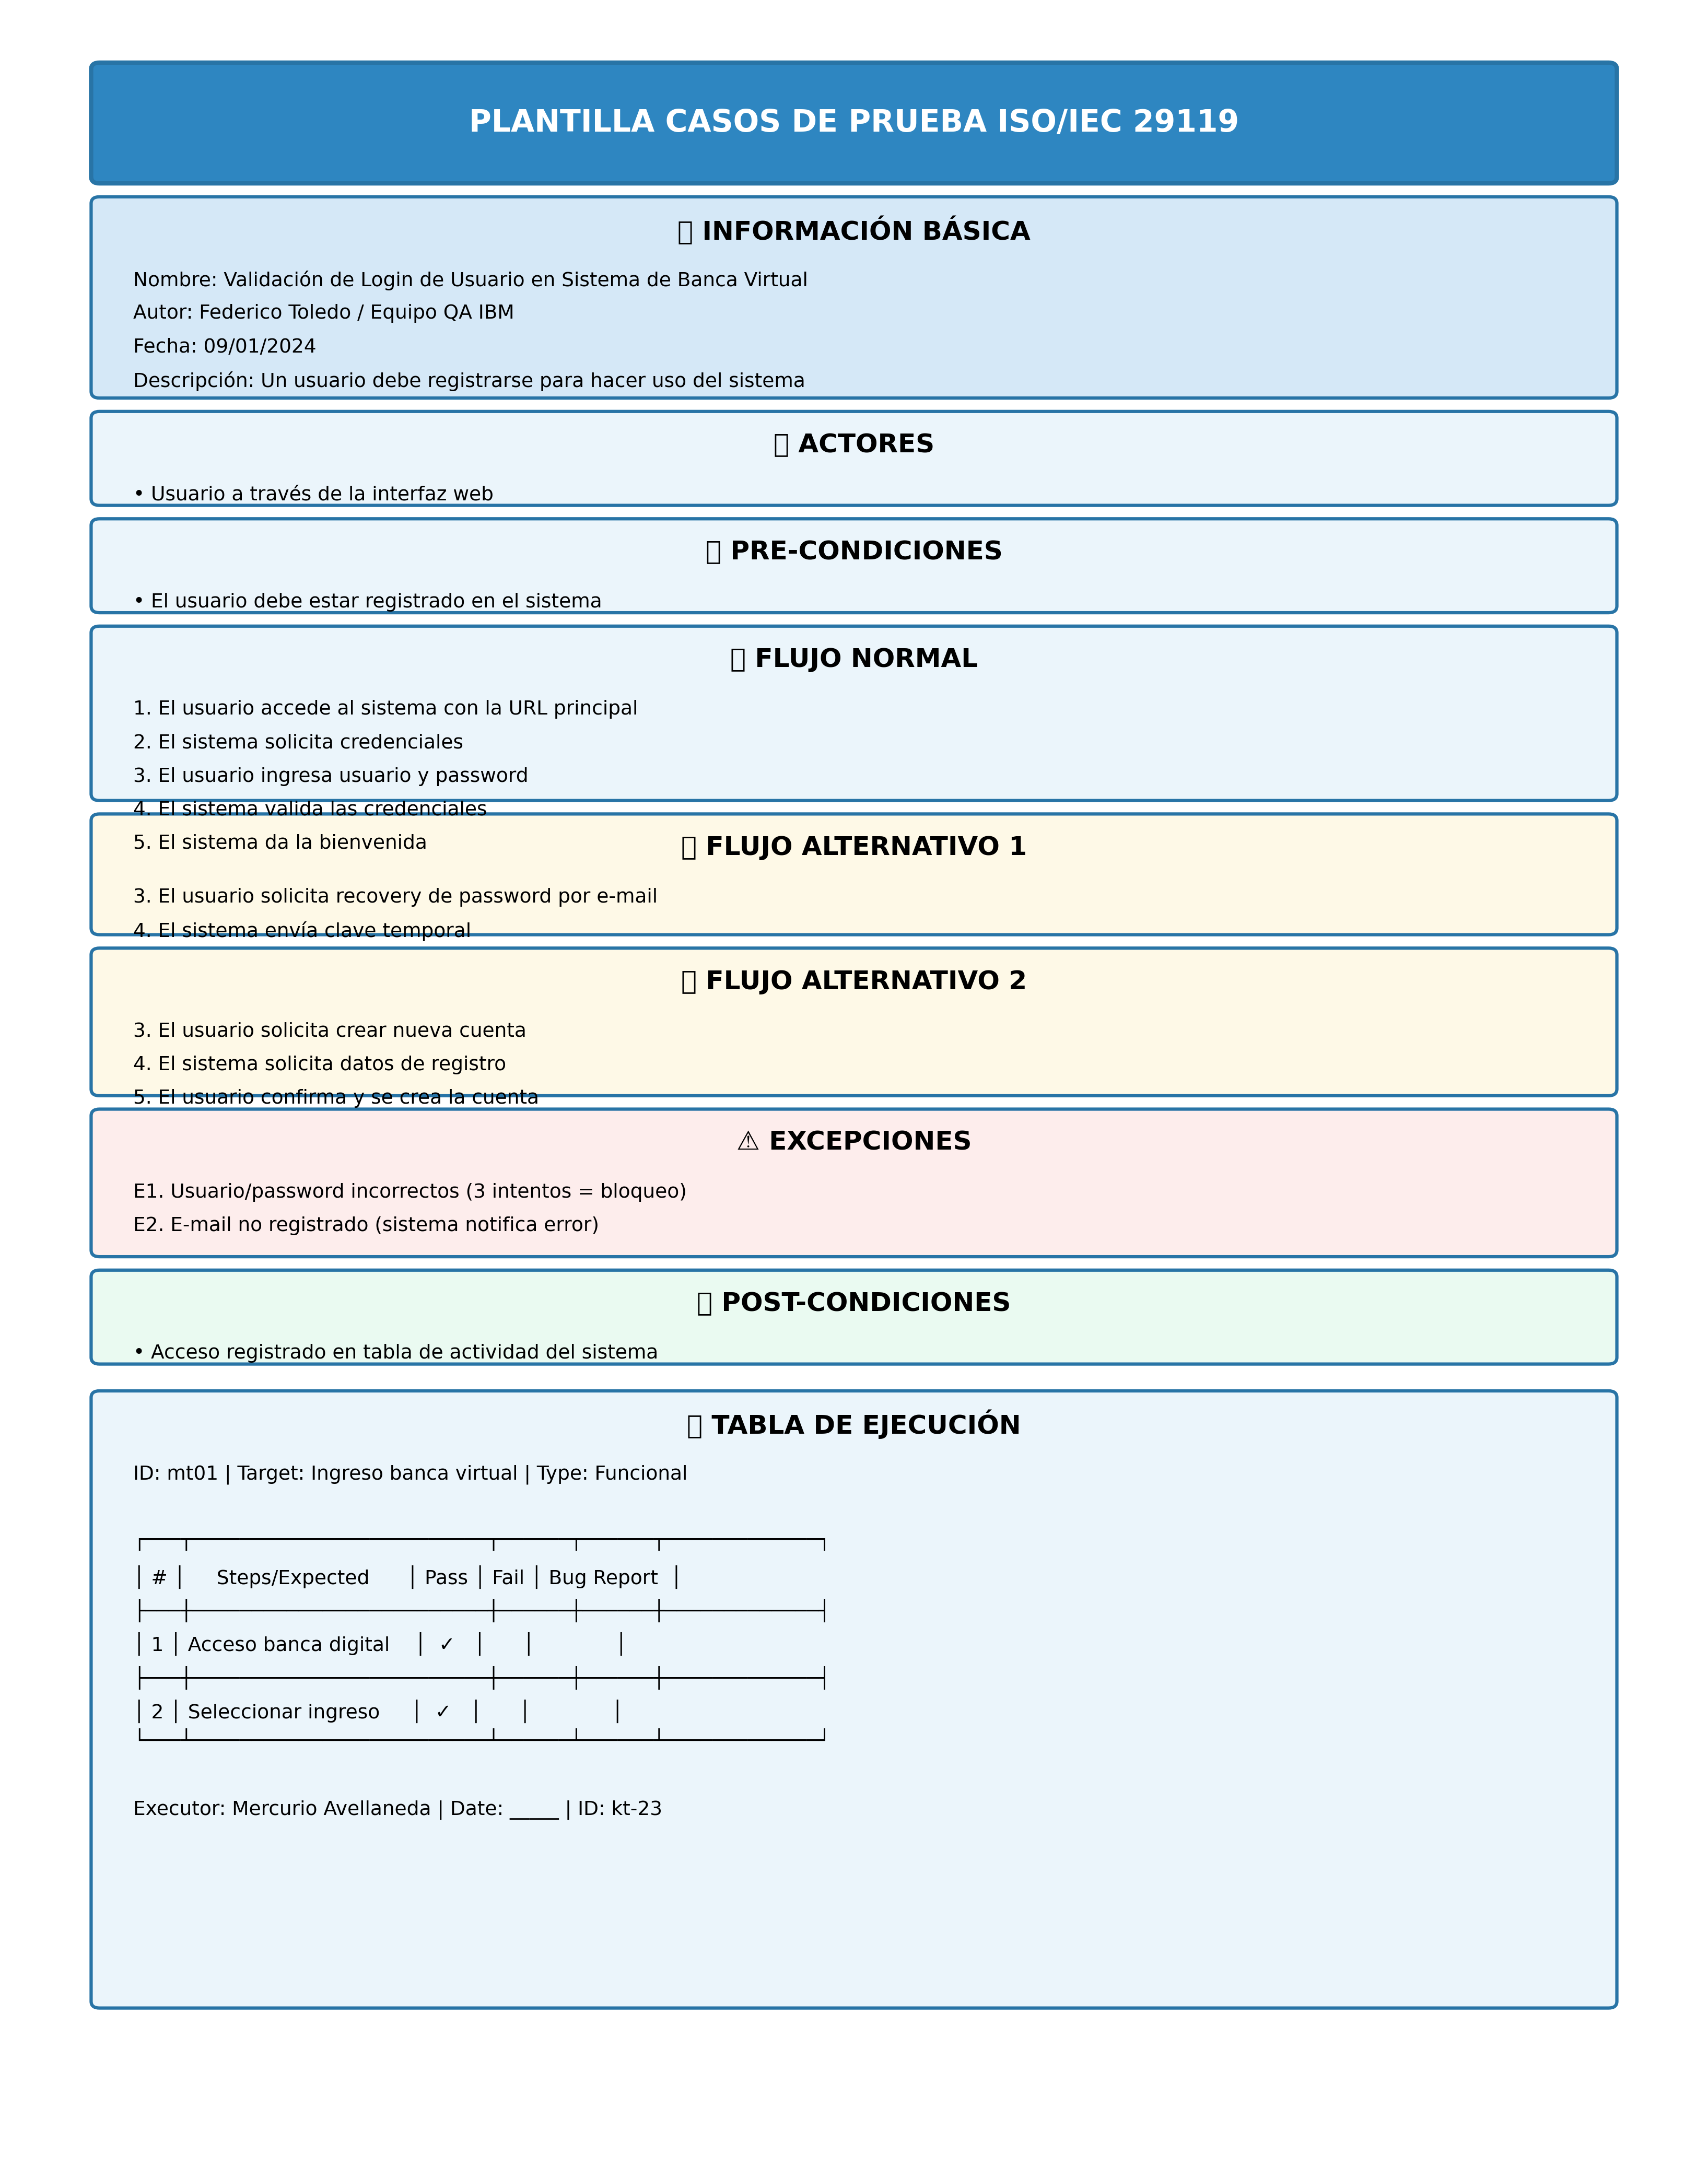 PLANTILLA CASOS DE PRUEBA ISO/IEC 29119
INFORMACIÓN BÁSICA
Nombre: Validación de Login de Usuario en Sistema de Banca Virtual
Autor: Federico Toledo / Equipo QA IBM
Fecha: 09/01/2024
Descripción: Un usuario debe registrarse para hacer uso del sistema
ACTORES
• Usuario a través de la interfaz web
PRE-CONDICIONES
• El usuario debe estar registrado en el sistema
FLUJO NORMAL
1. El usuario accede al sistema con la URL principal
2. El sistema solicita credenciales
3. El usuario ingresa usuario y password
4. El sistema valida las credenciales
5. El sistema da la bienvenida
FLUJO ALTERNATIVO 1
3. El usuario solicita recovery de password por e-mail
4. El sistema envía clave temporal
FLUJO ALTERNATIVO 2
3. El usuario solicita crear nueva cuenta
4. El sistema solicita datos de registro
5. El usuario confirma y se crea la cuenta
⚠ EXCEPCIONES
E1. Usuario/password incorrectos (3 intentos = bloqueo)
E2. E-mail no registrado (sistema notifica error)
POST-CONDICIONES
• Acceso registrado en tabla de actividad del sistema
TABLA DE EJECUCIÓN
ID: mt01 | Target: Ingreso banca virtual | Type: Funcional
│ # │ Steps/Expected │ Pass │ Fail │ Bug Report │
│ 1 │ Acceso banca digital │ ✓ │ │ │
│ 2 │ Seleccionar ingreso │ ✓ │ │ │
Executor: Mercurio Avellaneda | Date: _____ | ID: kt-23